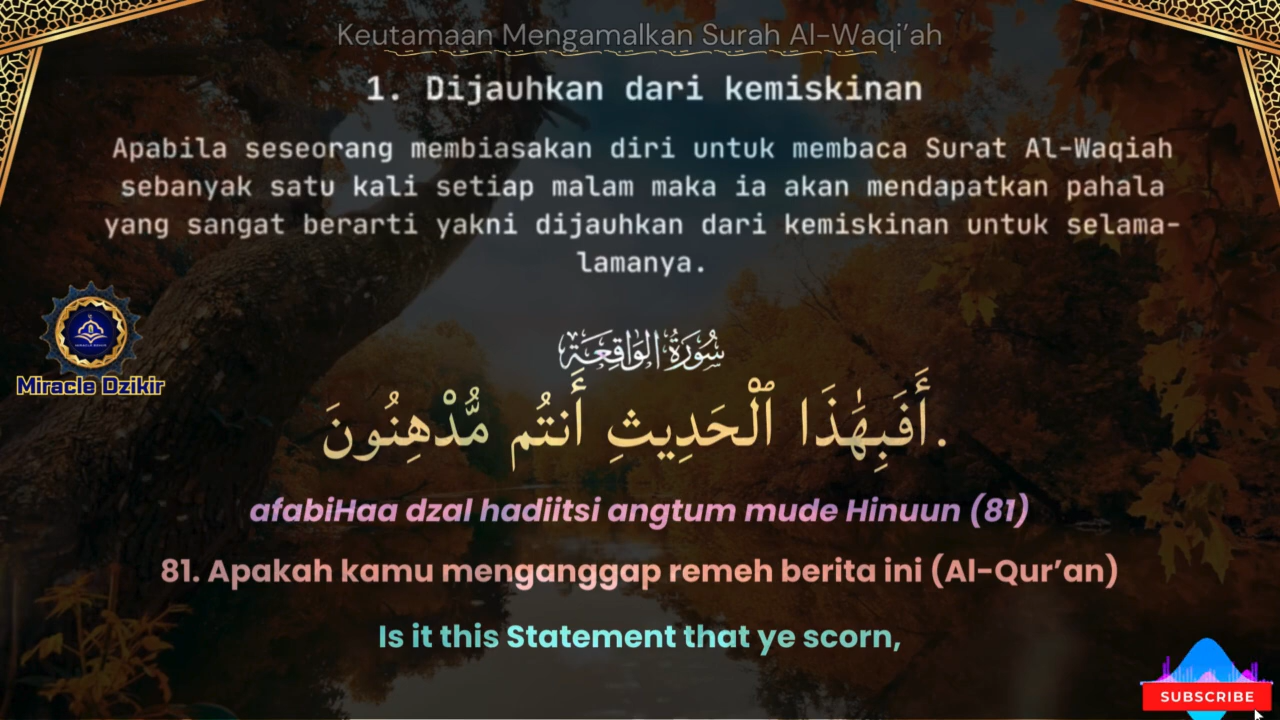 Keutamaan Mengamalkan Surah Al-Waqi’ah
1. Dijauhkan dari kemiskinan
Apabila seseorang membiasakan diri untuk membaca Surat Al-Waqiah
sebanyak satu kali setiap malam maka ia akan mendapatkan pahala
yang sangat berarti yakni dijauhkan dari kemiskinan untuk selama-
lamanya.
Miracle Dzikir
سُورَةُ الوَاقِعَة
.أَفَبِهَٰذَا ٱلْحَدِيثِ أَنتُم مُّدْهِنُونَ
afabiHaa dzal hadiitsi angtum mude Hinuun (81)
81. Apakah kamu menganggap remeh berita ini (Al-Qur’an)
Is it this Statement that ye scorn,
SUBSCRIBE